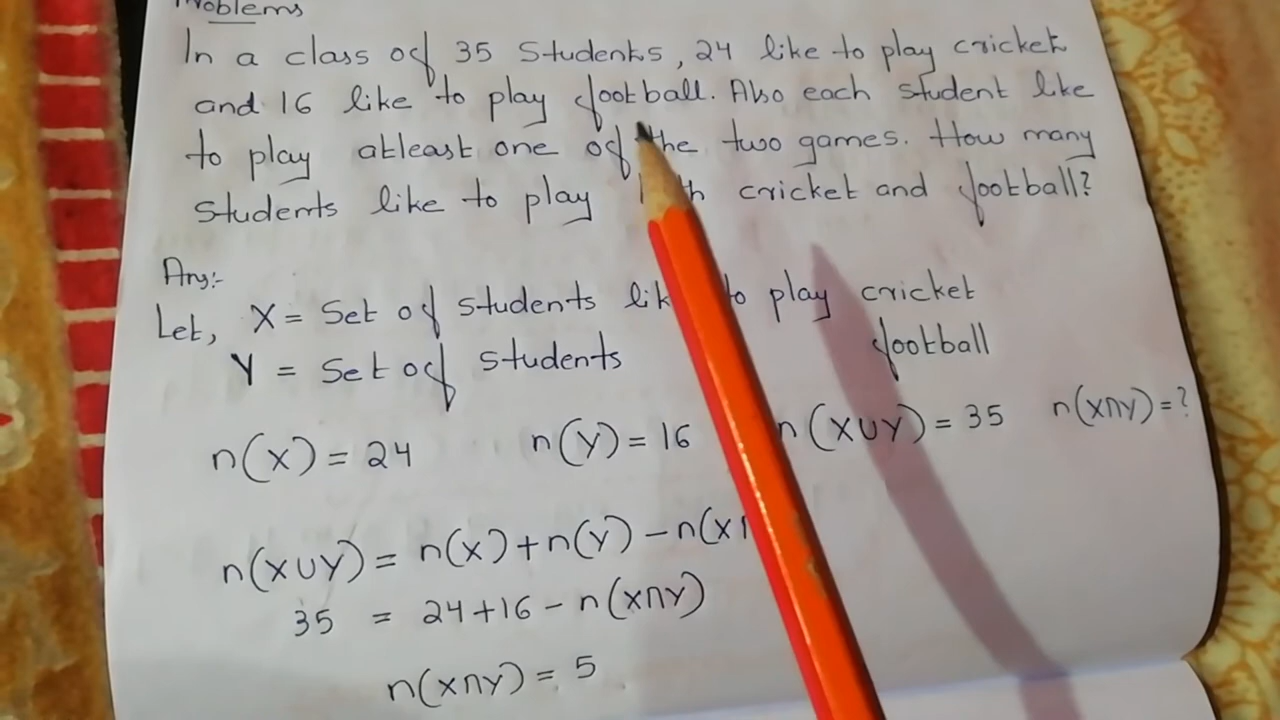 Problems
In a class of 35 Students, 24 like to play cricket
and 16 like to play football. Also each student like
to play atleast one of the two games. How many
Students like to play cricket and football?
Ans:-
Let, X = Set of students to play cricket
Y = Set of students football
n(X) = 24 n(Y) = 16 n(X∪Y) = 35 n(X∩Y) = ?
n(X∪Y) = n(X) + n(Y) - n(X
35 = 24 + 16 - n(X∩Y)
n(X∩Y) = 5